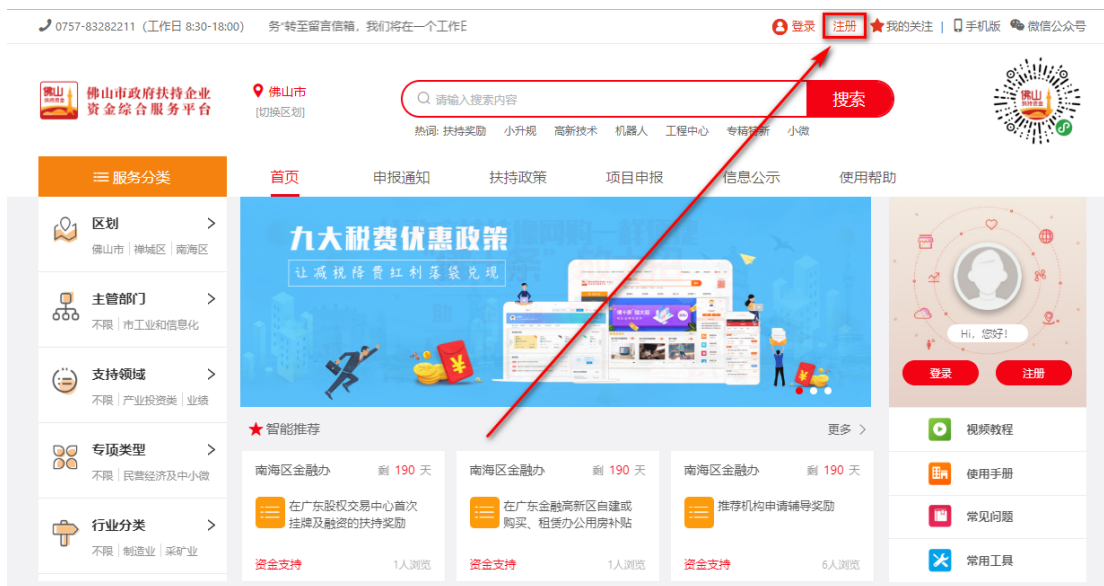 0757-83282211（工作日 8:30-18:00）  务"转至留言信箱，我们将在一个工作日  登录  注册  我的关注 | 手机版  微信公众号
佛山 扶持资金  佛山市政府扶持企业
资金综合服务平台
佛山市
[切换区划]
请输入搜索内容  搜索
热词: 扶持奖励  小升规  高新技术  机器人  工程中心  专精特新  小微
佛山
扶持资金
服务分类  首页  申报通知  扶持政策  项目申报  信息公示  使用帮助
区划 >
佛山市 | 禅城区 | 南海区
主管部门 >
不限 | 市工业和信息化
支持领域 >
不限 | 产业投资类 | 业绩
专项类型 >
不限 | 民营经济及中小微
行业分类 >
不限 | 制造业 | 采矿业
九大税费优惠政策
让减税降费红利落袋兑现
Hi，您好!
登录  注册
智能推荐  更多 >
南海区金融办  剩 190 天
在广东股权交易中心首次
挂牌及融资的扶持奖励
资金支持  1人浏览
南海区金融办  剩 190 天
在广东金融高新区自建或
购买、租赁办公用房补贴
资金支持  1人浏览
南海区金融办  剩 190 天
推荐机构申请辅导奖励
资金支持  6人浏览
视频教程
使用手册
常见问题
常用工具